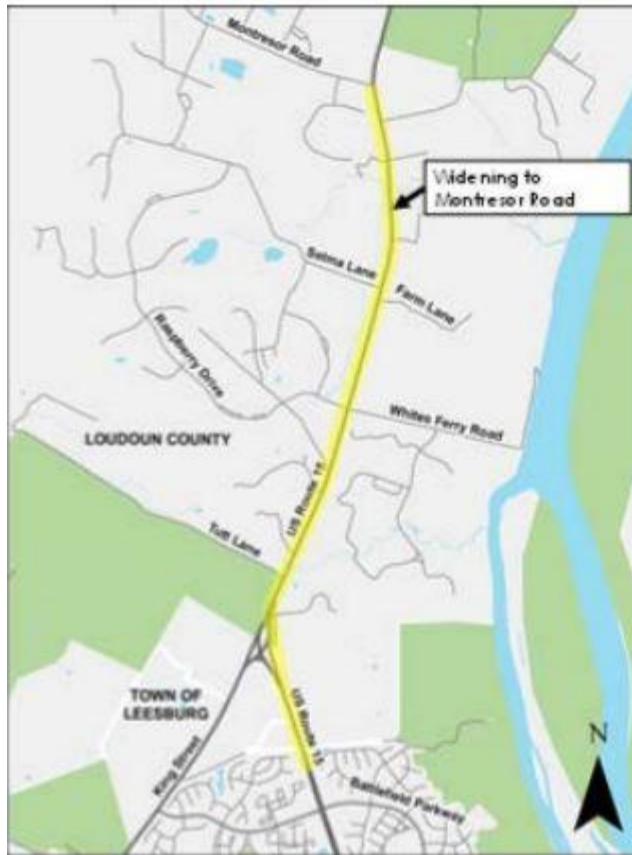 Montresor Road
Widening to
Montresor Road
Selma Lane
Farm Lane
Raspberry Drive
Whites Ferry Road
LOUDOUN COUNTY
US Route 15
Tutt Lane
TOWN OF
LEESBURG
US Route 15
King Street
Battlefield Parkway
N